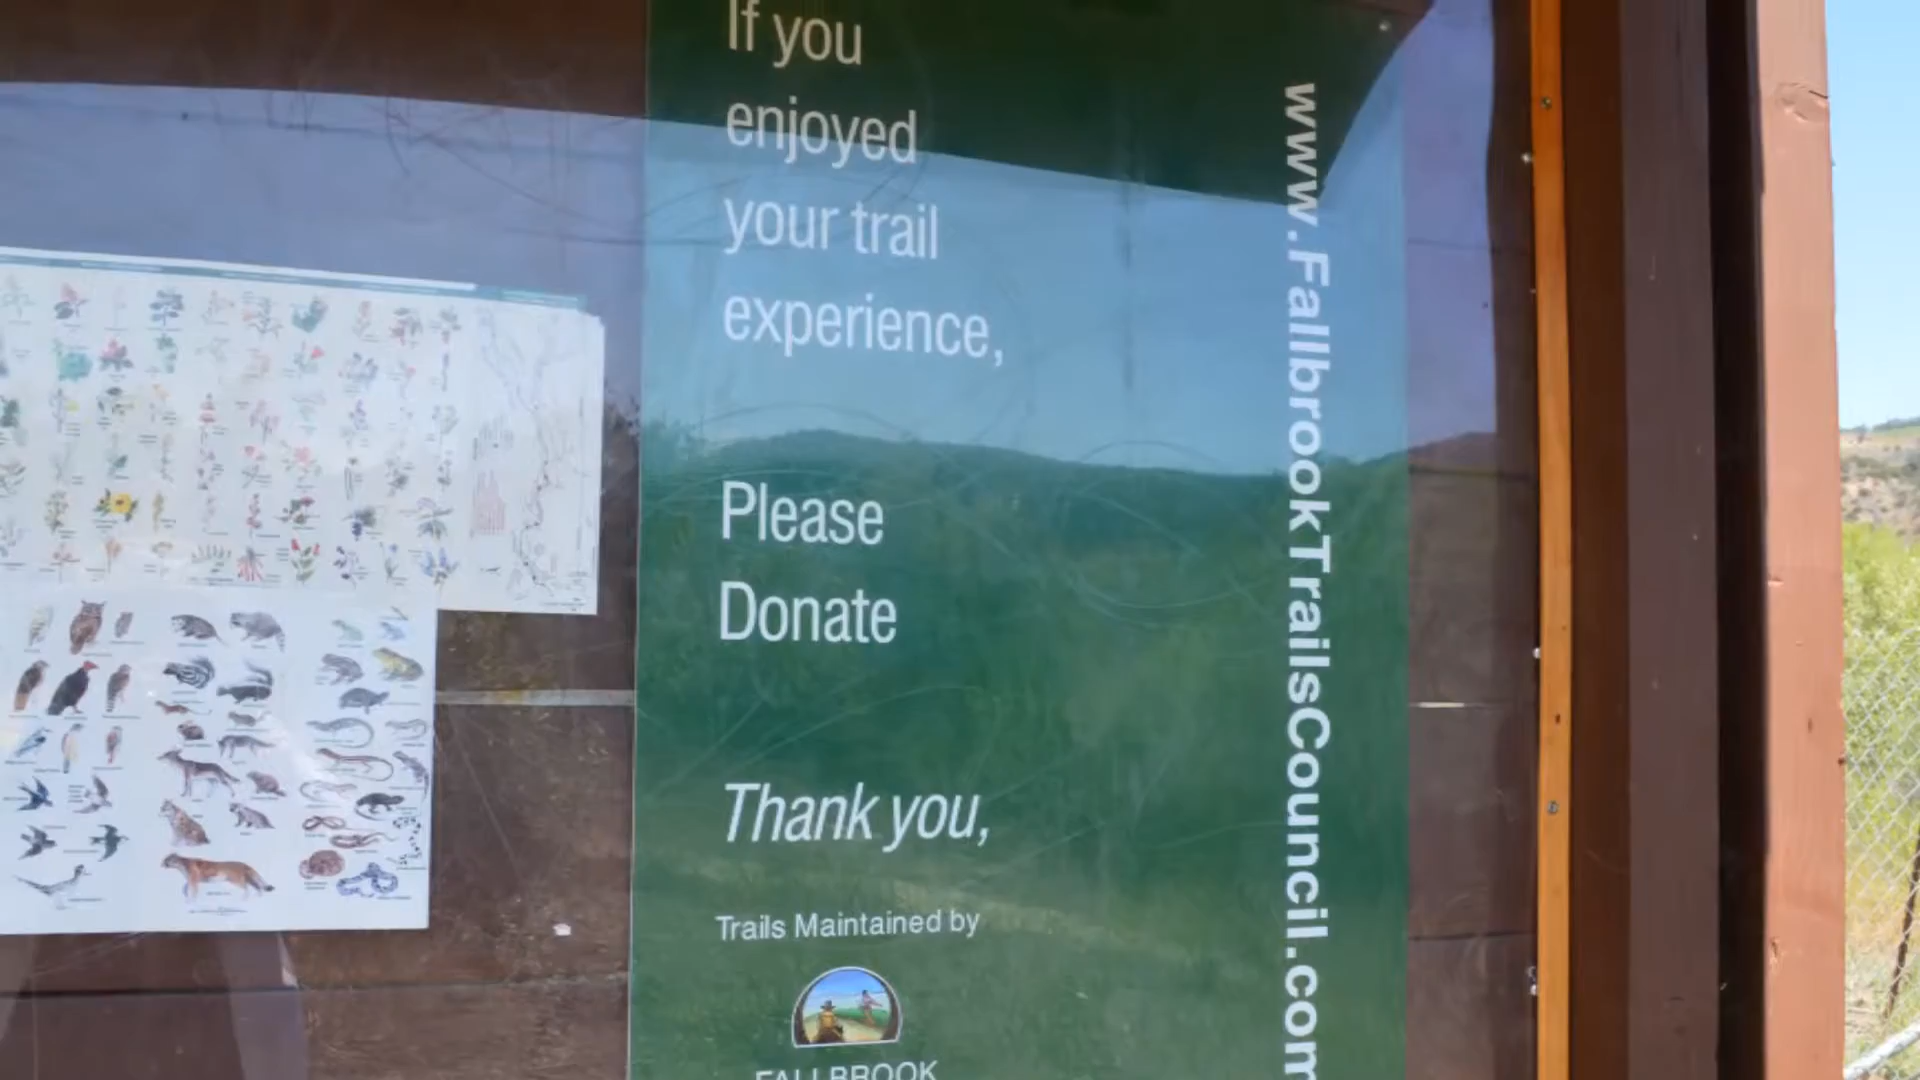 If you
enjoyed
your trail
experience,
Please
Donate
Thank you,
Trails Maintained by
FALLBROOK
www.FallbrookTrailsCouncil.com